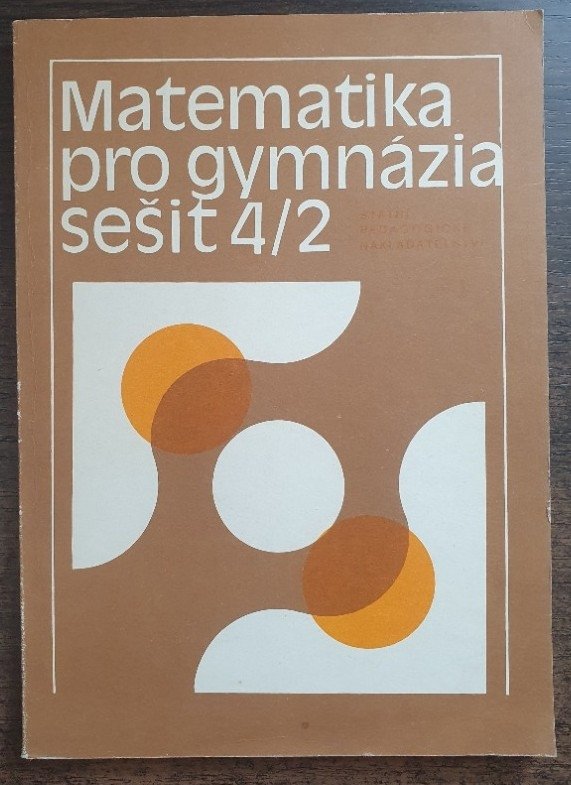 Matematika
pro gymnázia
sešit 4/2
STÁTNÍ
PEDAGOGICKÉ
NAKLADATELSTVÍ